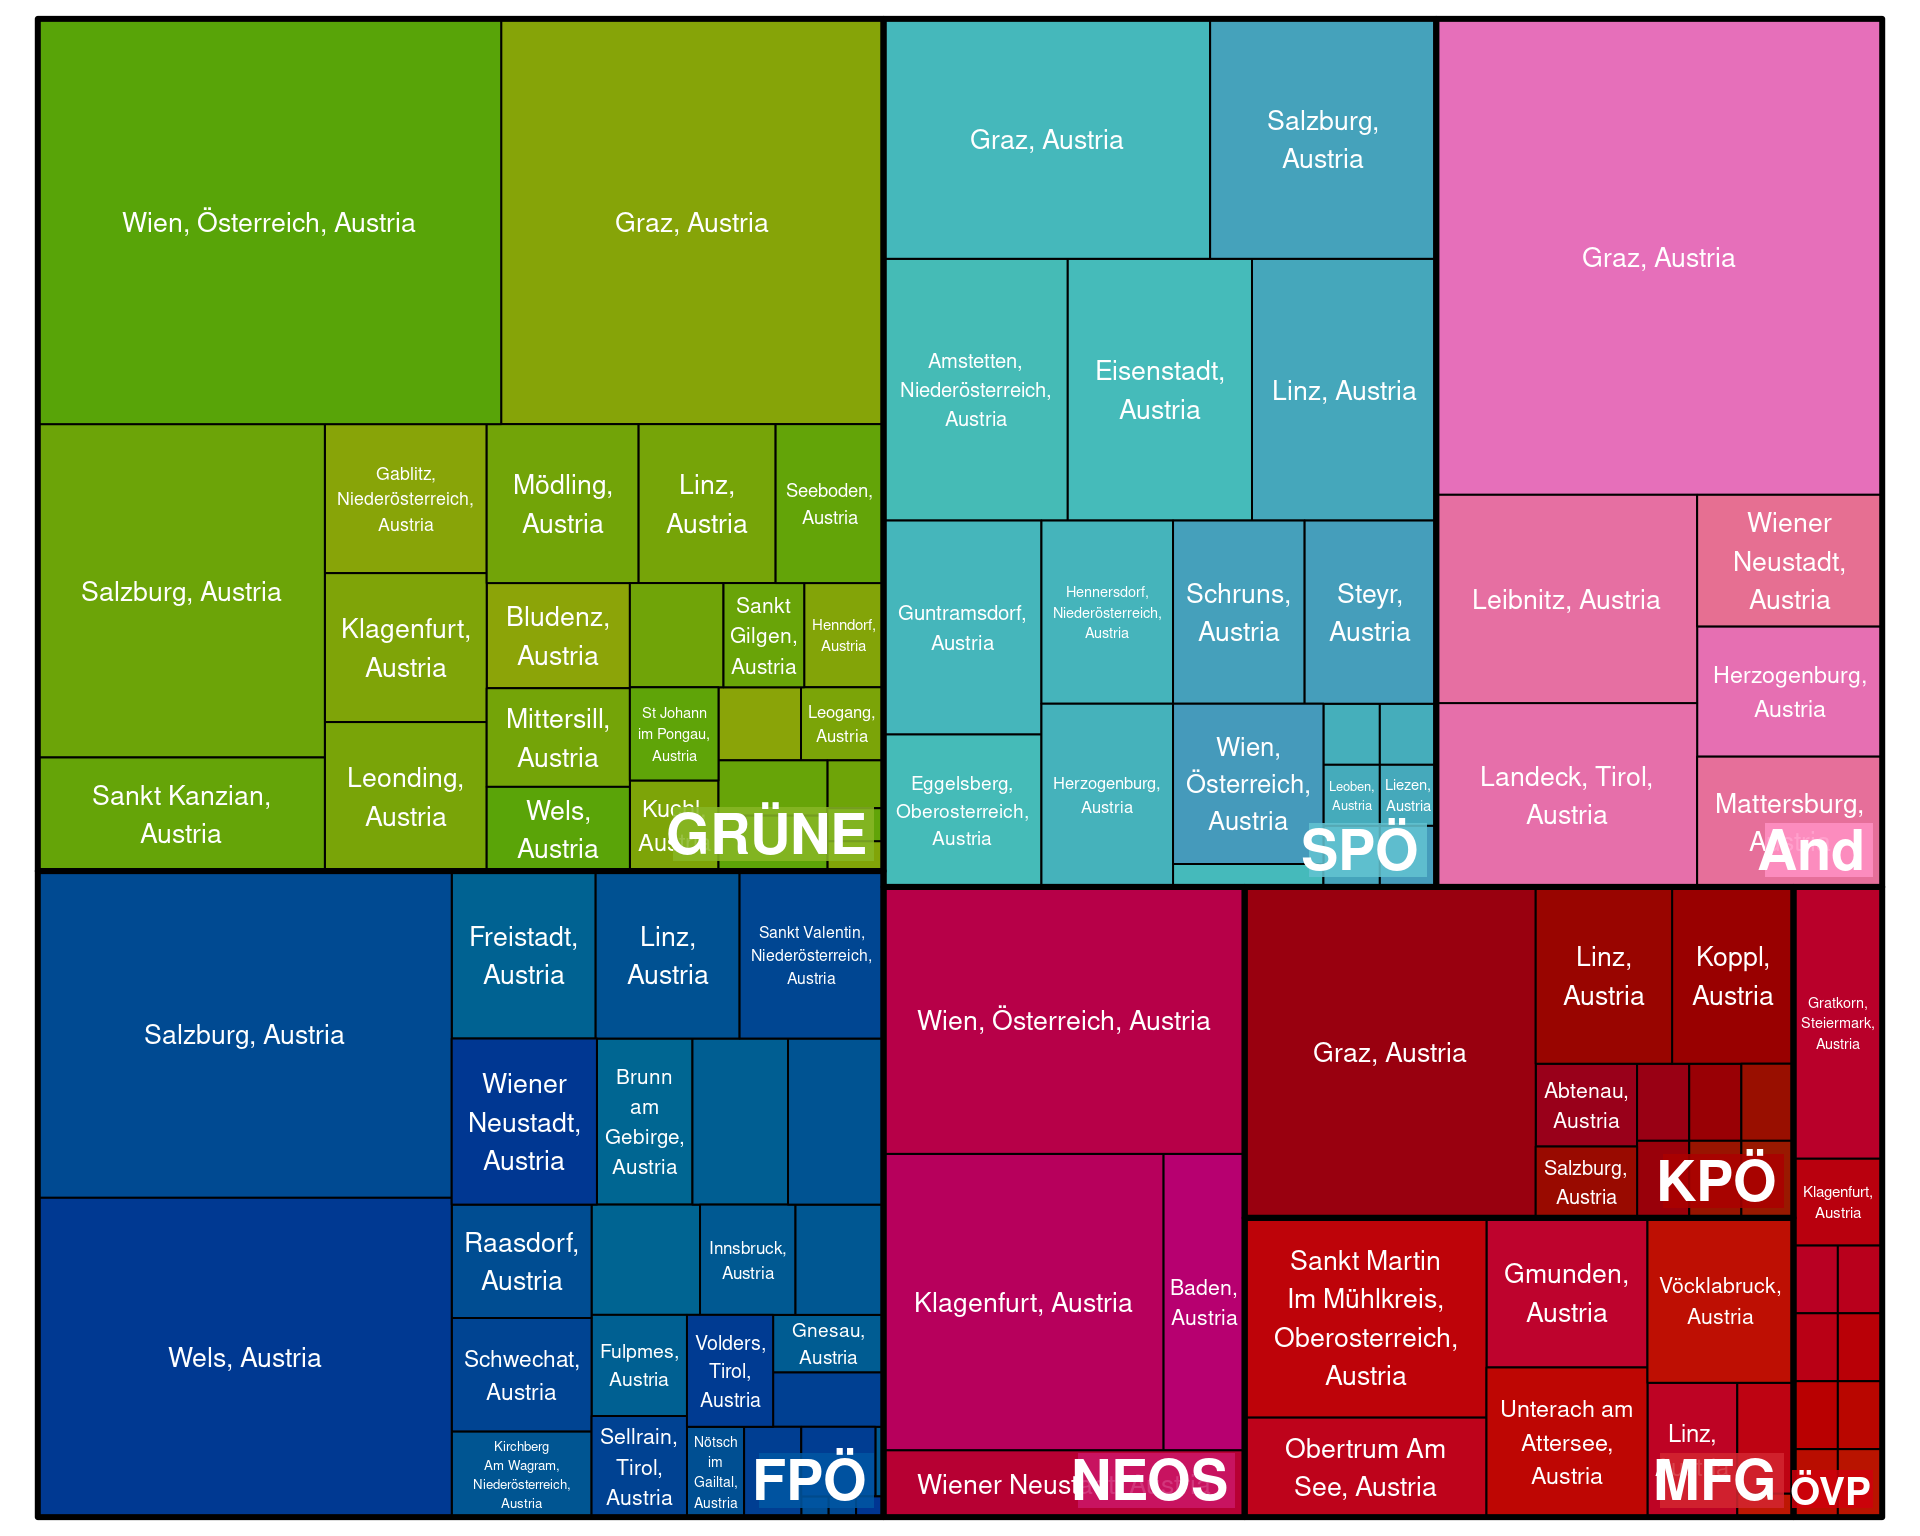 Wien, Österreich, Austria
Graz, Austria
Salzburg, Austria
Sankt Kanzian,
Austria
Gablitz,
Niederösterreich,
Austria
Klagenfurt,
Austria
Leonding,
Austria
Mödling,
Austria
Linz,
Austria
Seeboden,
Austria
Bludenz,
Austria
Mittersill,
Austria
Wels,
Austria
Sankt
Gilgen,
Austria
Henndorf,
Austria
St Johann
im Pongau,
Austria
Leogang,
Austria
Kuchl,
Austria
GRÜNE
Graz, Austria
Salzburg,
Austria
Amstetten,
Niederösterreich,
Austria
Eisenstadt,
Austria
Linz, Austria
Guntramsdorf,
Austria
Hennersdorf,
Niederösterreich,
Austria
Schruns,
Austria
Steyr,
Austria
Eggelsberg,
Oberosterreich,
Austria
Herzogenburg,
Austria
Wien,
Österreich,
Austria
Leoben,
Austria
Liezen,
Austria
SPÖ
Graz, Austria
Leibnitz, Austria
Wiener
Neustadt,
Austria
Herzogenburg,
Austria
Landeck, Tirol,
Austria
Mattersburg,
Austria
And
Salzburg, Austria
Wels, Austria
Freistadt,
Austria
Linz,
Austria
Sankt Valentin,
Niederösterreich,
Austria
Wiener
Neustadt,
Austria
Brunn
am
Gebirge,
Austria
Raasdorf,
Austria
Innsbruck,
Austria
Schwechat,
Austria
Fulpmes,
Austria
Volders,
Tirol,
Austria
Gnesau,
Austria
Kirchberg
Am Wagram,
Niederösterreich,
Austria
Sellrain,
Tirol,
Austria
Nötsch
im
Gailtal,
Austria
FPÖ
Wien, Österreich, Austria
Klagenfurt, Austria
Baden,
Austria
Wiener Neustadt, Austria
NEOS
Graz, Austria
Linz,
Austria
Koppl,
Austria
Abtenau,
Austria
Salzburg,
Austria
KPÖ
Sankt Martin
Im Mühlkreis,
Oberosterreich,
Austria
Obertrum Am
See, Austria
Gmunden,
Austria
Unterach am
Attersee,
Austria
Vöcklabruck,
Austria
Linz,
Austria
MFG
Gratkorn,
Steiermark,
Austria
Klagenfurt,
Austria
ÖVP